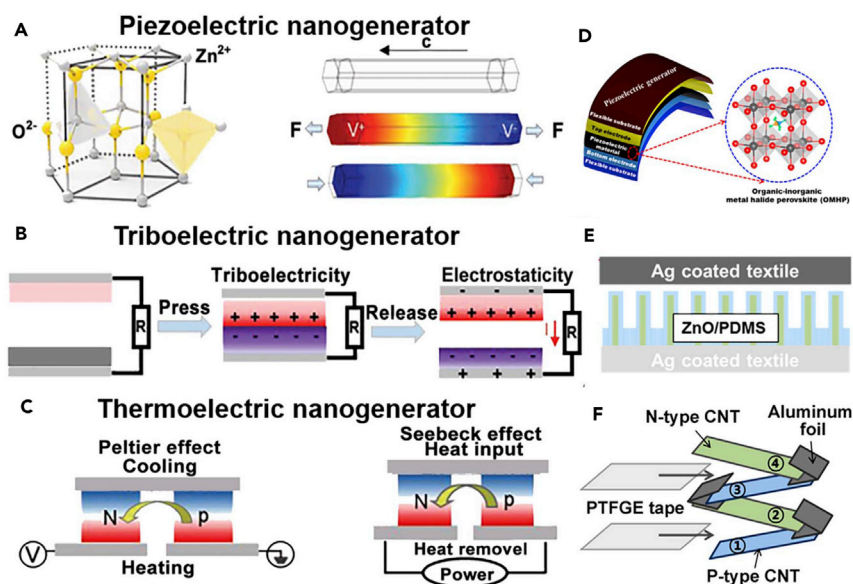 Piezoelectric nanogenerator
A
Zn2+
O2-
c
F
V+
V-
F
D
Piezoelectric generator
Flexible substrate
Top electrode
Piezoelectric
material
Bottom electrode
Flexible substrate
Organic-inorganic
metal halide perovskite (OMHP)
B
Triboelectric nanogenerator
R
Press
Triboelectricity
+ + + + +
- - - - -
R
Release
Electrostaticity
- - - -
+ + + + +
I
R
- - - - -
+ + +
E
Ag coated textile
ZnO/PDMS
Ag coated textile
C
Thermoelectric nanogenerator
Peltier effect
Cooling
N
p
V
Heating
Seebeck effect
Heat input
N
p
Heat removel
Power
F
N-type CNT
Aluminum
foil
④
③
PTFGE tape
②
①
P-type CNT